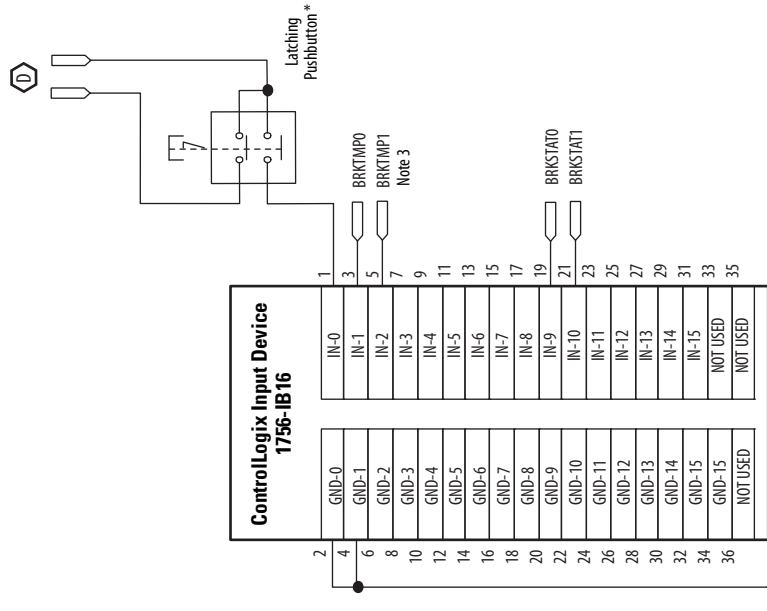 D
Latching
Pushbutton *
BRKTMP0
BRKTMP1
Note 3
BRKSTAT0
BRKSTAT1
ControlLogix Input Device
1756-IB16
2 GND-0 IN-0 1
4 GND-1 IN-1 3
6 GND-2 IN-2 5
8 GND-3 IN-3 7
10 GND-4 IN-4 9
12 GND-5 IN-5 11
14 GND-6 IN-6 13
16 GND-7 IN-7 15
18 GND-8 IN-8 17
20 GND-9 IN-9 19
22 GND-10 IN-10 21
24 GND-11 IN-11 23
26 GND-12 IN-12 25
28 GND-13 IN-13 27
30 GND-14 IN-14 29
32 GND-15 IN-15 31
34 GND-15 NOT USED 33
36 NOT USED NOT USED 35